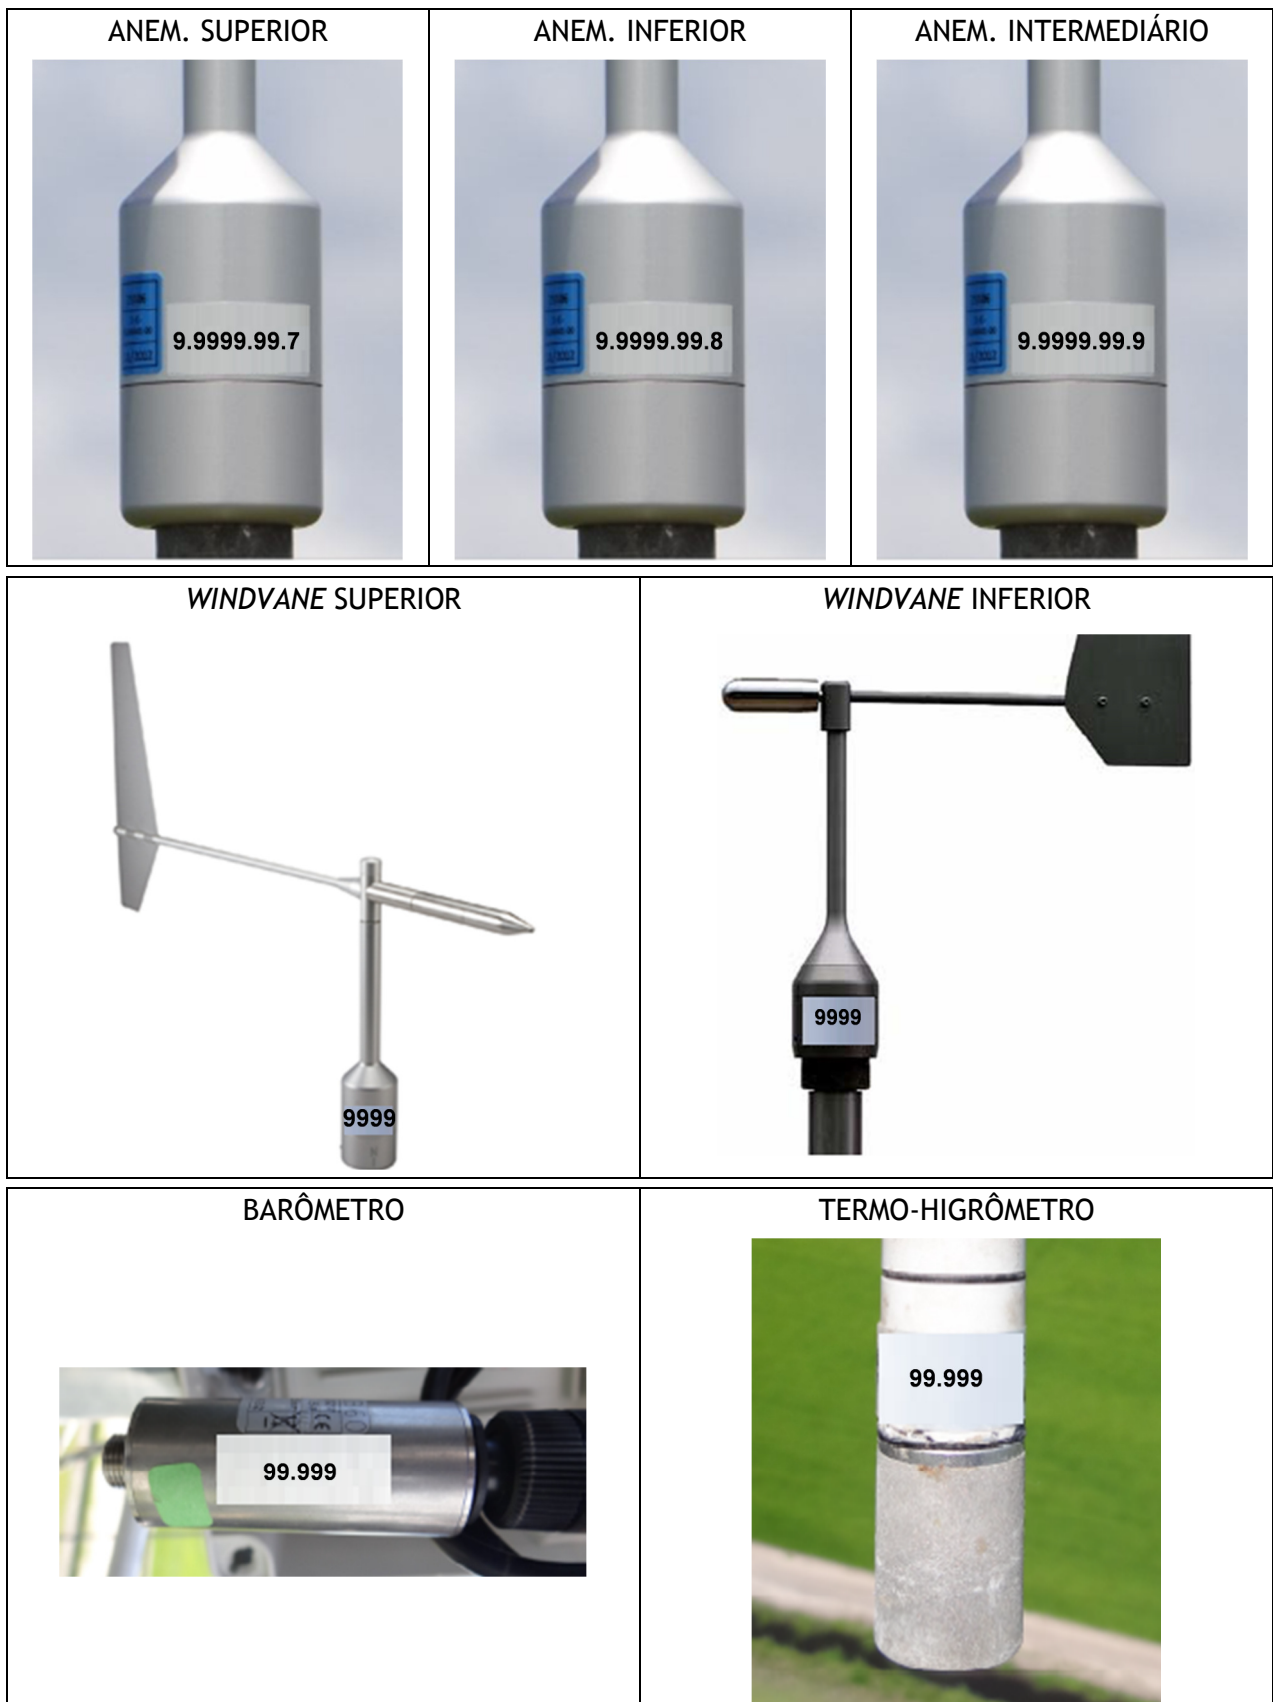 ANEM. SUPERIOR
ANEM. INFERIOR
ANEM. INTERMEDIÁRIO
9.9999.99.7
9.9999.99.8
9.9999.99.9
WINDVANE SUPERIOR
WINDVANE INFERIOR
9999
9999
BARÔMETRO
TERMO-HIGRÔMETRO
99.999
99.999